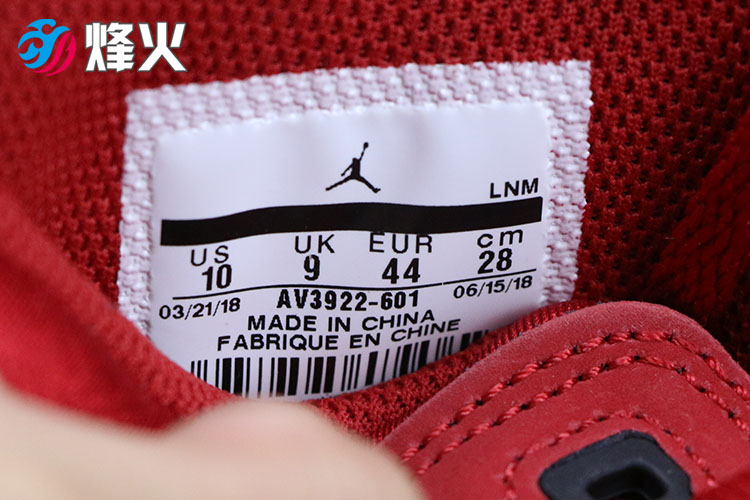 烽火
LNM
US UK EUR cm
10 9 44 28
03/21/18 AV3922-601 06/15/18
MADE IN CHINA
FABRIQUE EN CHINE